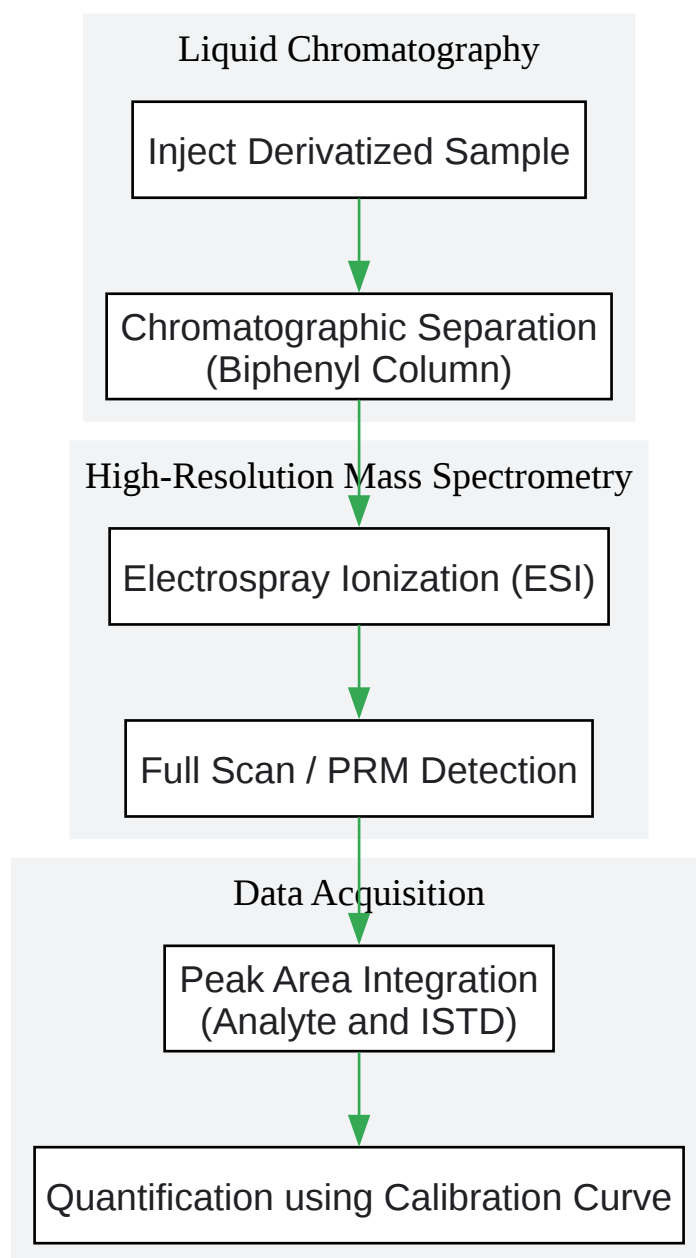 Liquid Chromatography
Inject Derivatized Sample
Chromatographic Separation
(Biphenyl Column)
High-Resolution Mass Spectrometry
Electrospray Ionization (ESI)
Full Scan / PRM Detection
Data Acquisition
Peak Area Integration
(Analyte and ISTD)
Quantification using Calibration Curve